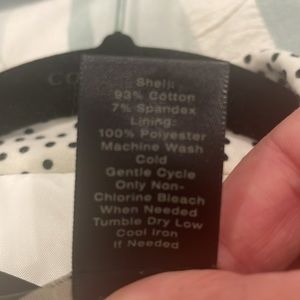 Shell:
93% Cotton
7% Spandex
Lining:
100% Polyester
Machine Wash
Cold
Gentle Cycle
Only Non-
Chlorine Bleach
When Needed
Tumble Dry Low
Cool Iron
If Needed